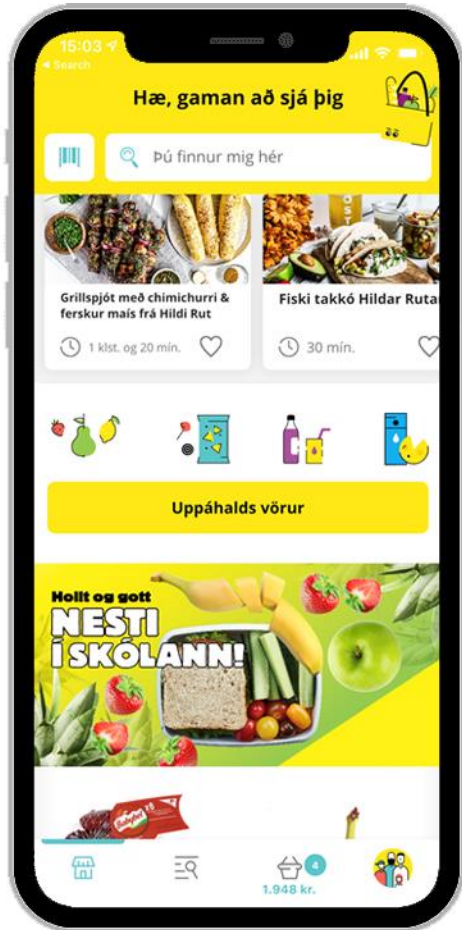 15:03
Search
Hæ, gaman að sjá þig
Þú finnur mig hér
Grillspjót með chimichurri &
ferskur maís frá Hildi Rut
1 klst. og 20 mín.
Fiski takkó Hildar Ruta
30 mín.
Uppáhalds vörur
Hollt og gott
NESTI
Í SKÓLANN!
Babybel
4
1.948 kr.